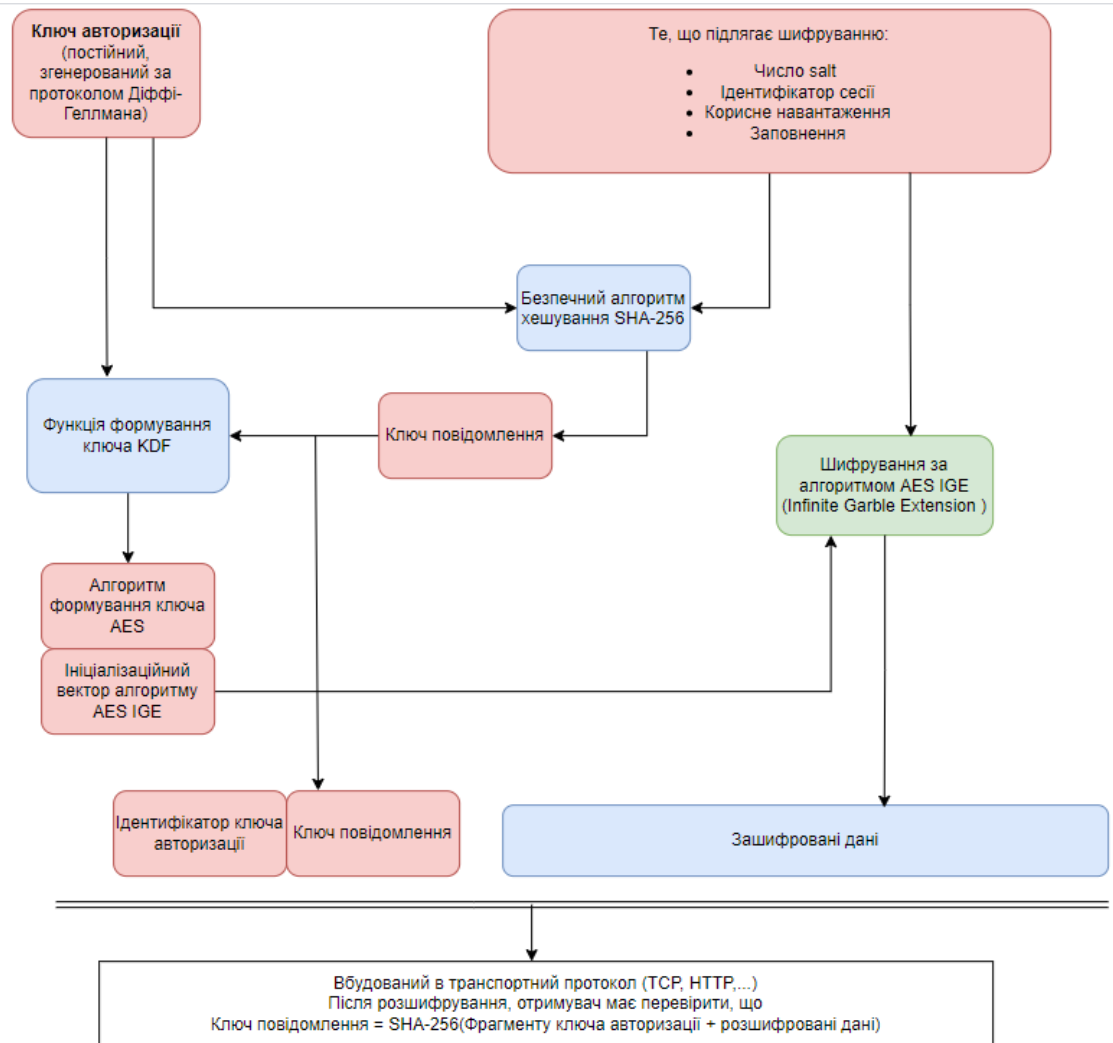 Ключ авторизації
(постійний,
згенерований за
протоколом Діффі-
Геллмана)
Те, що підлягає шифруванню:
• Число salt
• Ідентифікатор сесії
• Корисне навантаження
• Заповнення
Безпечний алгоритм
хешування SHA-256
Функція формування
ключа KDF
Ключ повідомлення
Шифрування за
алгоритмом AES IGE
(Infinite Garble Extension )
Алгоритм
формування ключа
AES
Ініціалізаційний
вектор алгоритму
AES IGE
Ідентифікатор ключа
авторизації
Ключ повідомлення
Зашифровані дані
Вбудований в транспортний протокол (TCP, HTTP,...)
Після розшифрування, отримувач має перевірити, що
Ключ повідомлення = SHA-256(Фрагменту ключа авторизації + розшифровані дані)